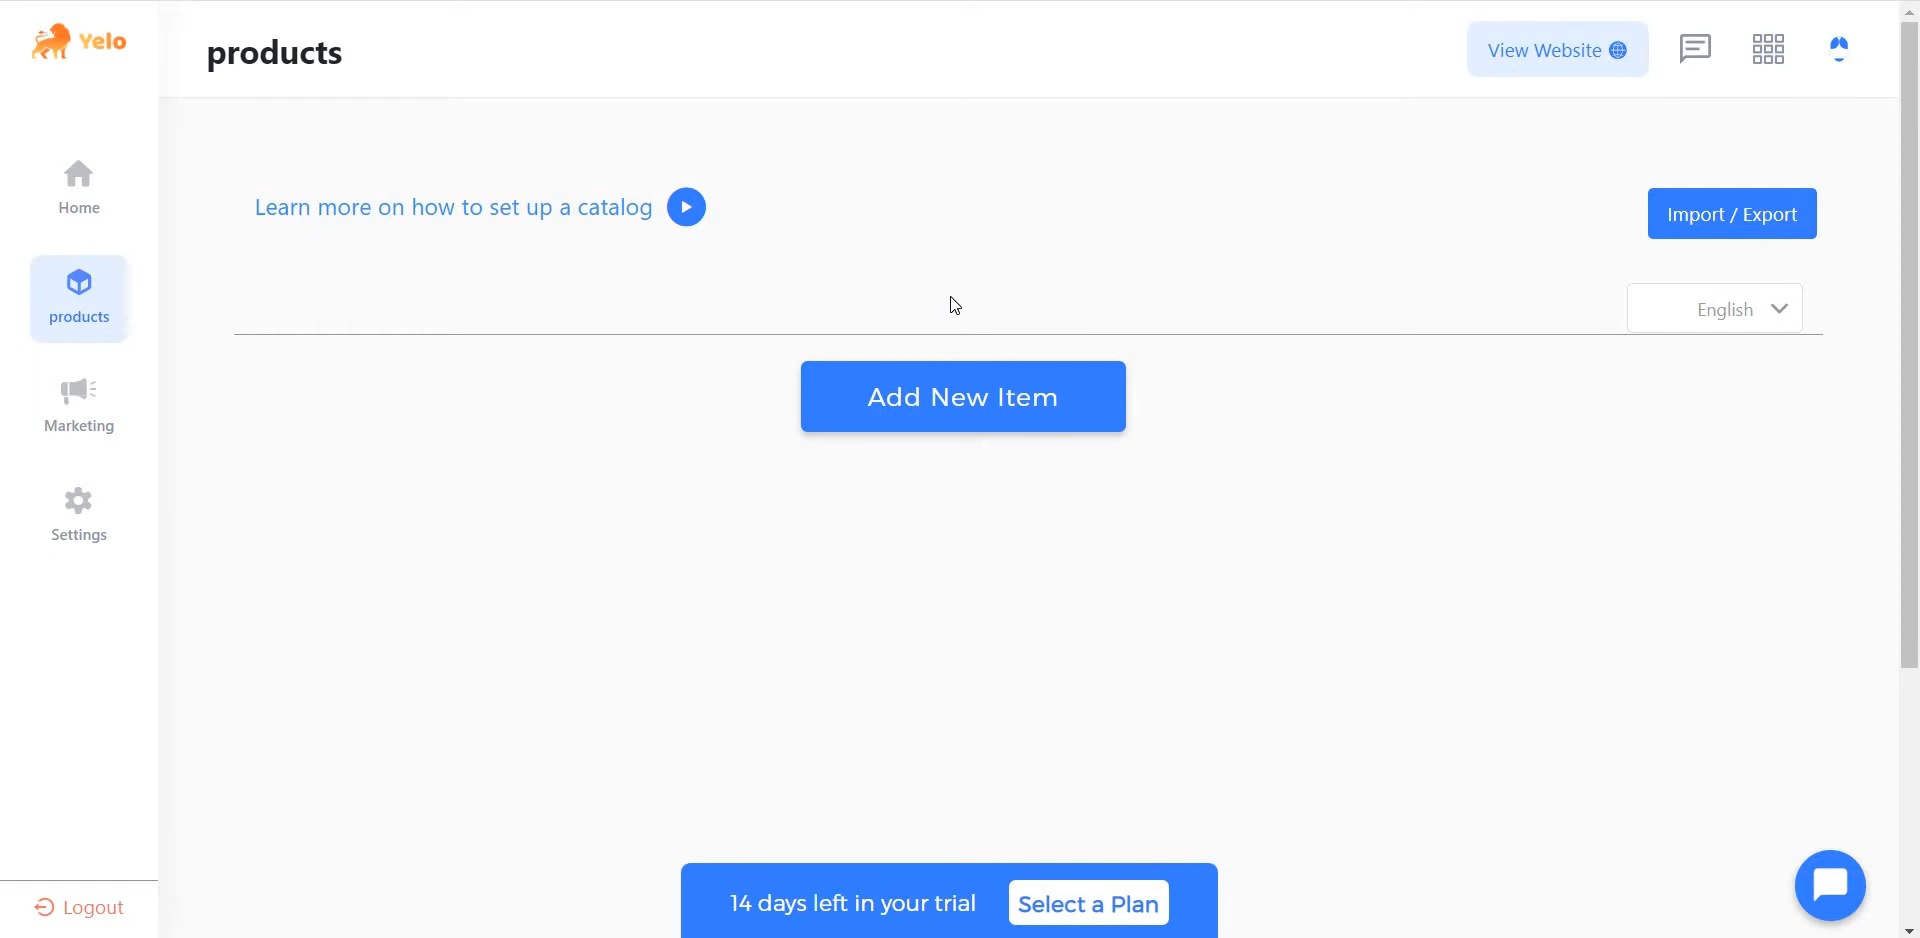 Yelo
products
View Website
Home
Learn more on how to set up a catalog
Import / Export
products
English
Add New Item
Marketing
Settings
14 days left in your trial
Select a Plan
Logout